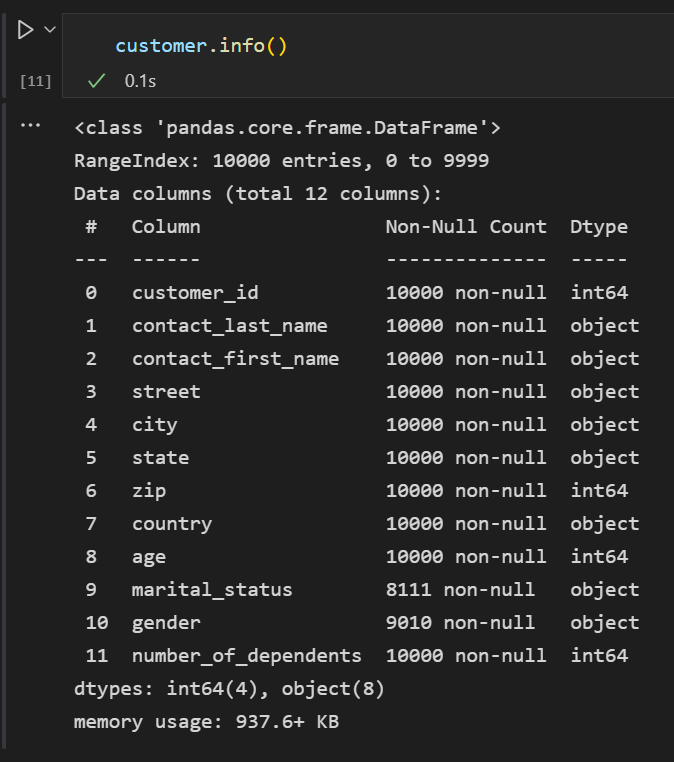 customer.info()
[11]
0.1s
...
<class 'pandas.core.frame.DataFrame'>
RangeIndex: 10000 entries, 0 to 9999
Data columns (total 12 columns):
 #   Column                Non-Null Count  Dtype
---  ------                --------------  -----
 0   customer_id           10000 non-null  int64
 1   contact_last_name     10000 non-null  object
 2   contact_first_name    10000 non-null  object
 3   street                10000 non-null  object
 4   city                  10000 non-null  object
 5   state                 10000 non-null  object
 6   zip                   10000 non-null  int64
 7   country               10000 non-null  object
 8   age                   10000 non-null  int64
 9   marital_status        8111 non-null   object
 10  gender                9010 non-null   object
 11  number_of_dependents  10000 non-null  int64
dtypes: int64(4), object(8)
memory usage: 937.6+ KB